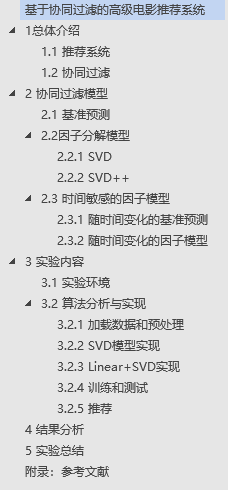 基于协同过滤的高级电影推荐系统
1总体介绍
1.1 推荐系统
1.2 协同过滤
2 协同过滤模型
2.1 基准预测
2.2因子分解模型
2.2.1 SVD
2.2.2 SVD++
2.3 时间敏感的因子模型
2.3.1 随时间变化的基准预测
2.3.2 随时间变化的因子模型
3 实验内容
3.1 实验环境
3.2 算法分析与实现
3.2.1 加载数据和预处理
3.2.2 SVD模型实现
3.2.3 Linear+SVD实现
3.2.4 训练和测试
3.2.5 推荐
4 结果分析
5 实验总结
附录：参考文献